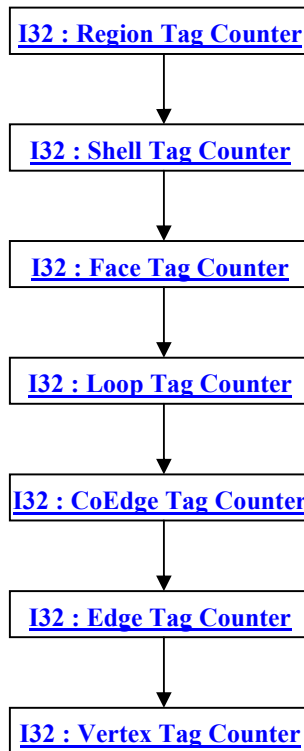 I32 : Region Tag Counter
I32 : Shell Tag Counter
I32 : Face Tag Counter
I32 : Loop Tag Counter
I32 : CoEdge Tag Counter
I32 : Edge Tag Counter
I32 : Vertex Tag Counter